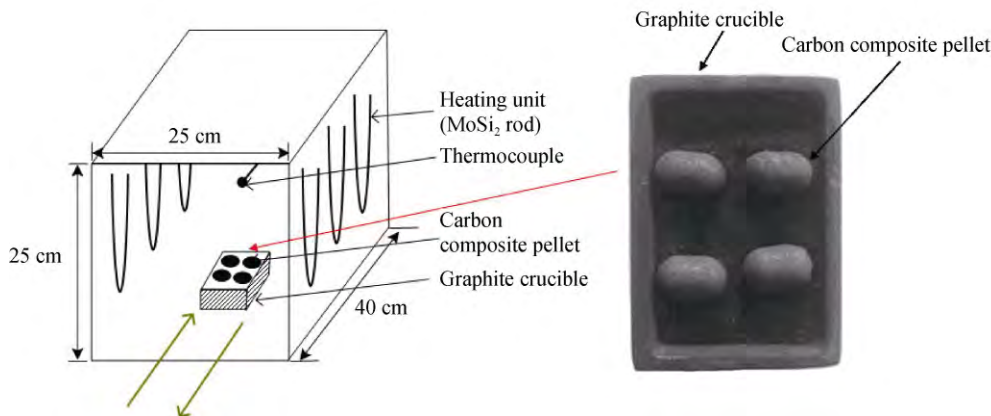 Graphite crucible
Carbon composite pellet
25 cm
Heating unit
(MoSi₂ rod)
Thermocouple
25 cm
Carbon
composite pellet
Graphite crucible
40 cm